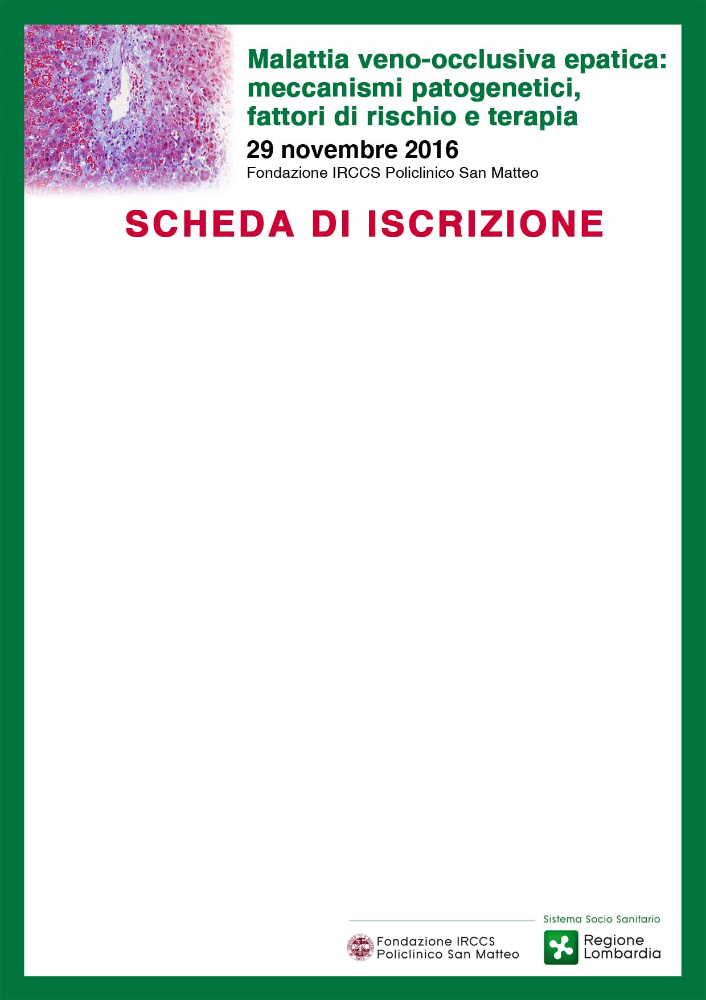 Malattia veno-occlusiva epatica:
meccanismi patogenetici,
fattori di rischio e terapia
29 novembre 2016
Fondazione IRCCS Policlinico San Matteo
SCHEDA DI ISCRIZIONE
Sistema Socio Sanitario
Fondazione IRCCS
Policlinico San Matteo
Regione
Lombardia